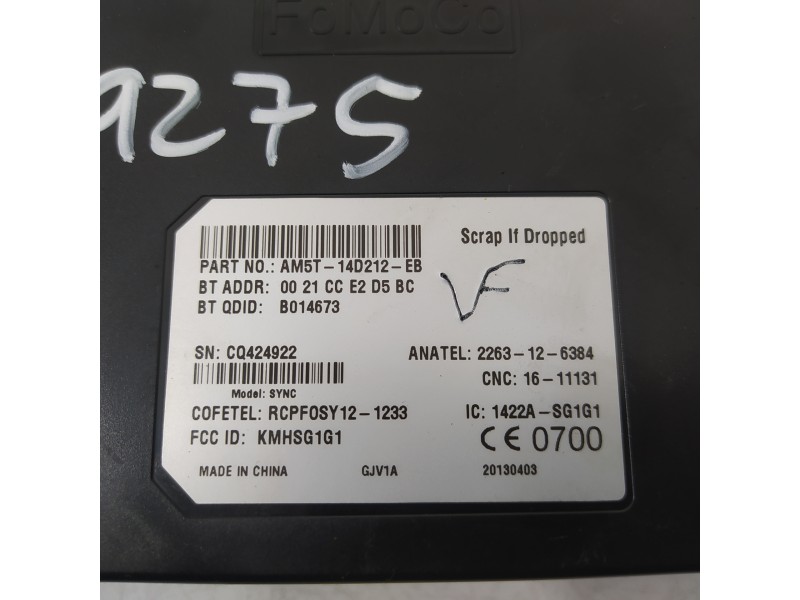 FoMoCo
9275
Scrap If Dropped
PART NO.: AM5T-14D212-EB
BT ADDR: 00 21 CC E2 D5 BC
BT QDID: B014673
VF
SN: CQ424922
ANATEL: 2263-12-6384
CNC: 16-11131
Model: SYNC
COFETEL: RCPFOSY12-1233
IC: 1422A-SG1G1
FCC ID: KMHSG1G1
CE 0700
MADE IN CHINA
GJV1A
20130403